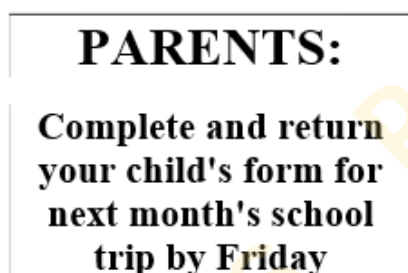 PARENTS:
Complete and return
your child's form for
next month's school
trip by Friday